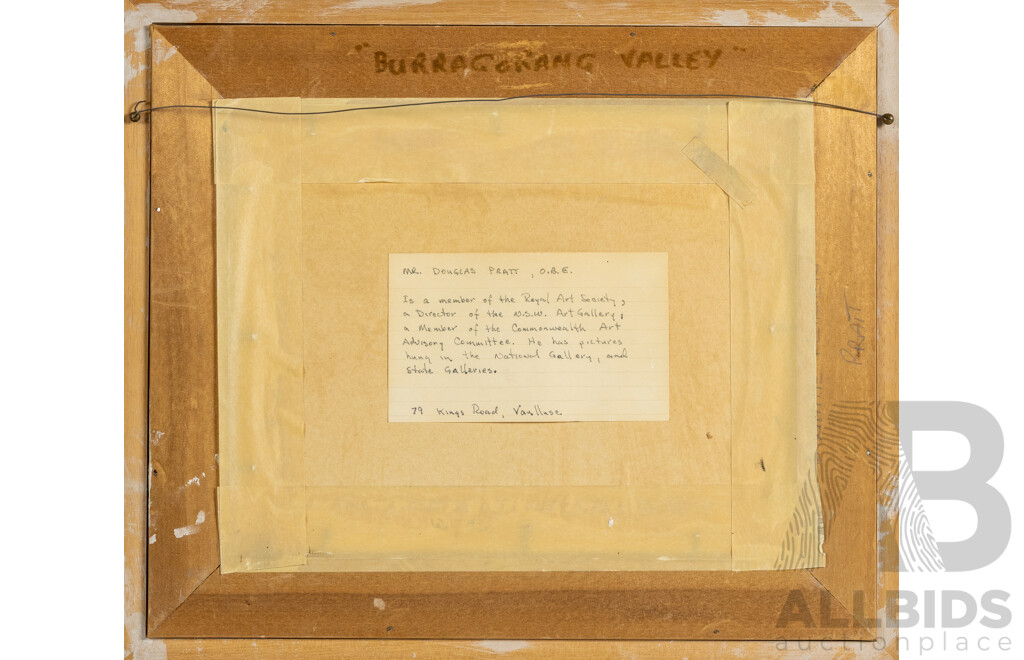 "BURRAGORANG VALLEY"
MR. DOUGLAS PRATT, O.B.E.
Is a member of the Royal Art Society,
a Director of the N.S.W. Art Gallery,
a Member of the Commonwealth Art
Advisory Committee. He has pictures
hung in the National Gallery, and
State Galleries.
79 Kings Road, Vaulluse
PRATT
AB
ALLBIDS
auctionplace